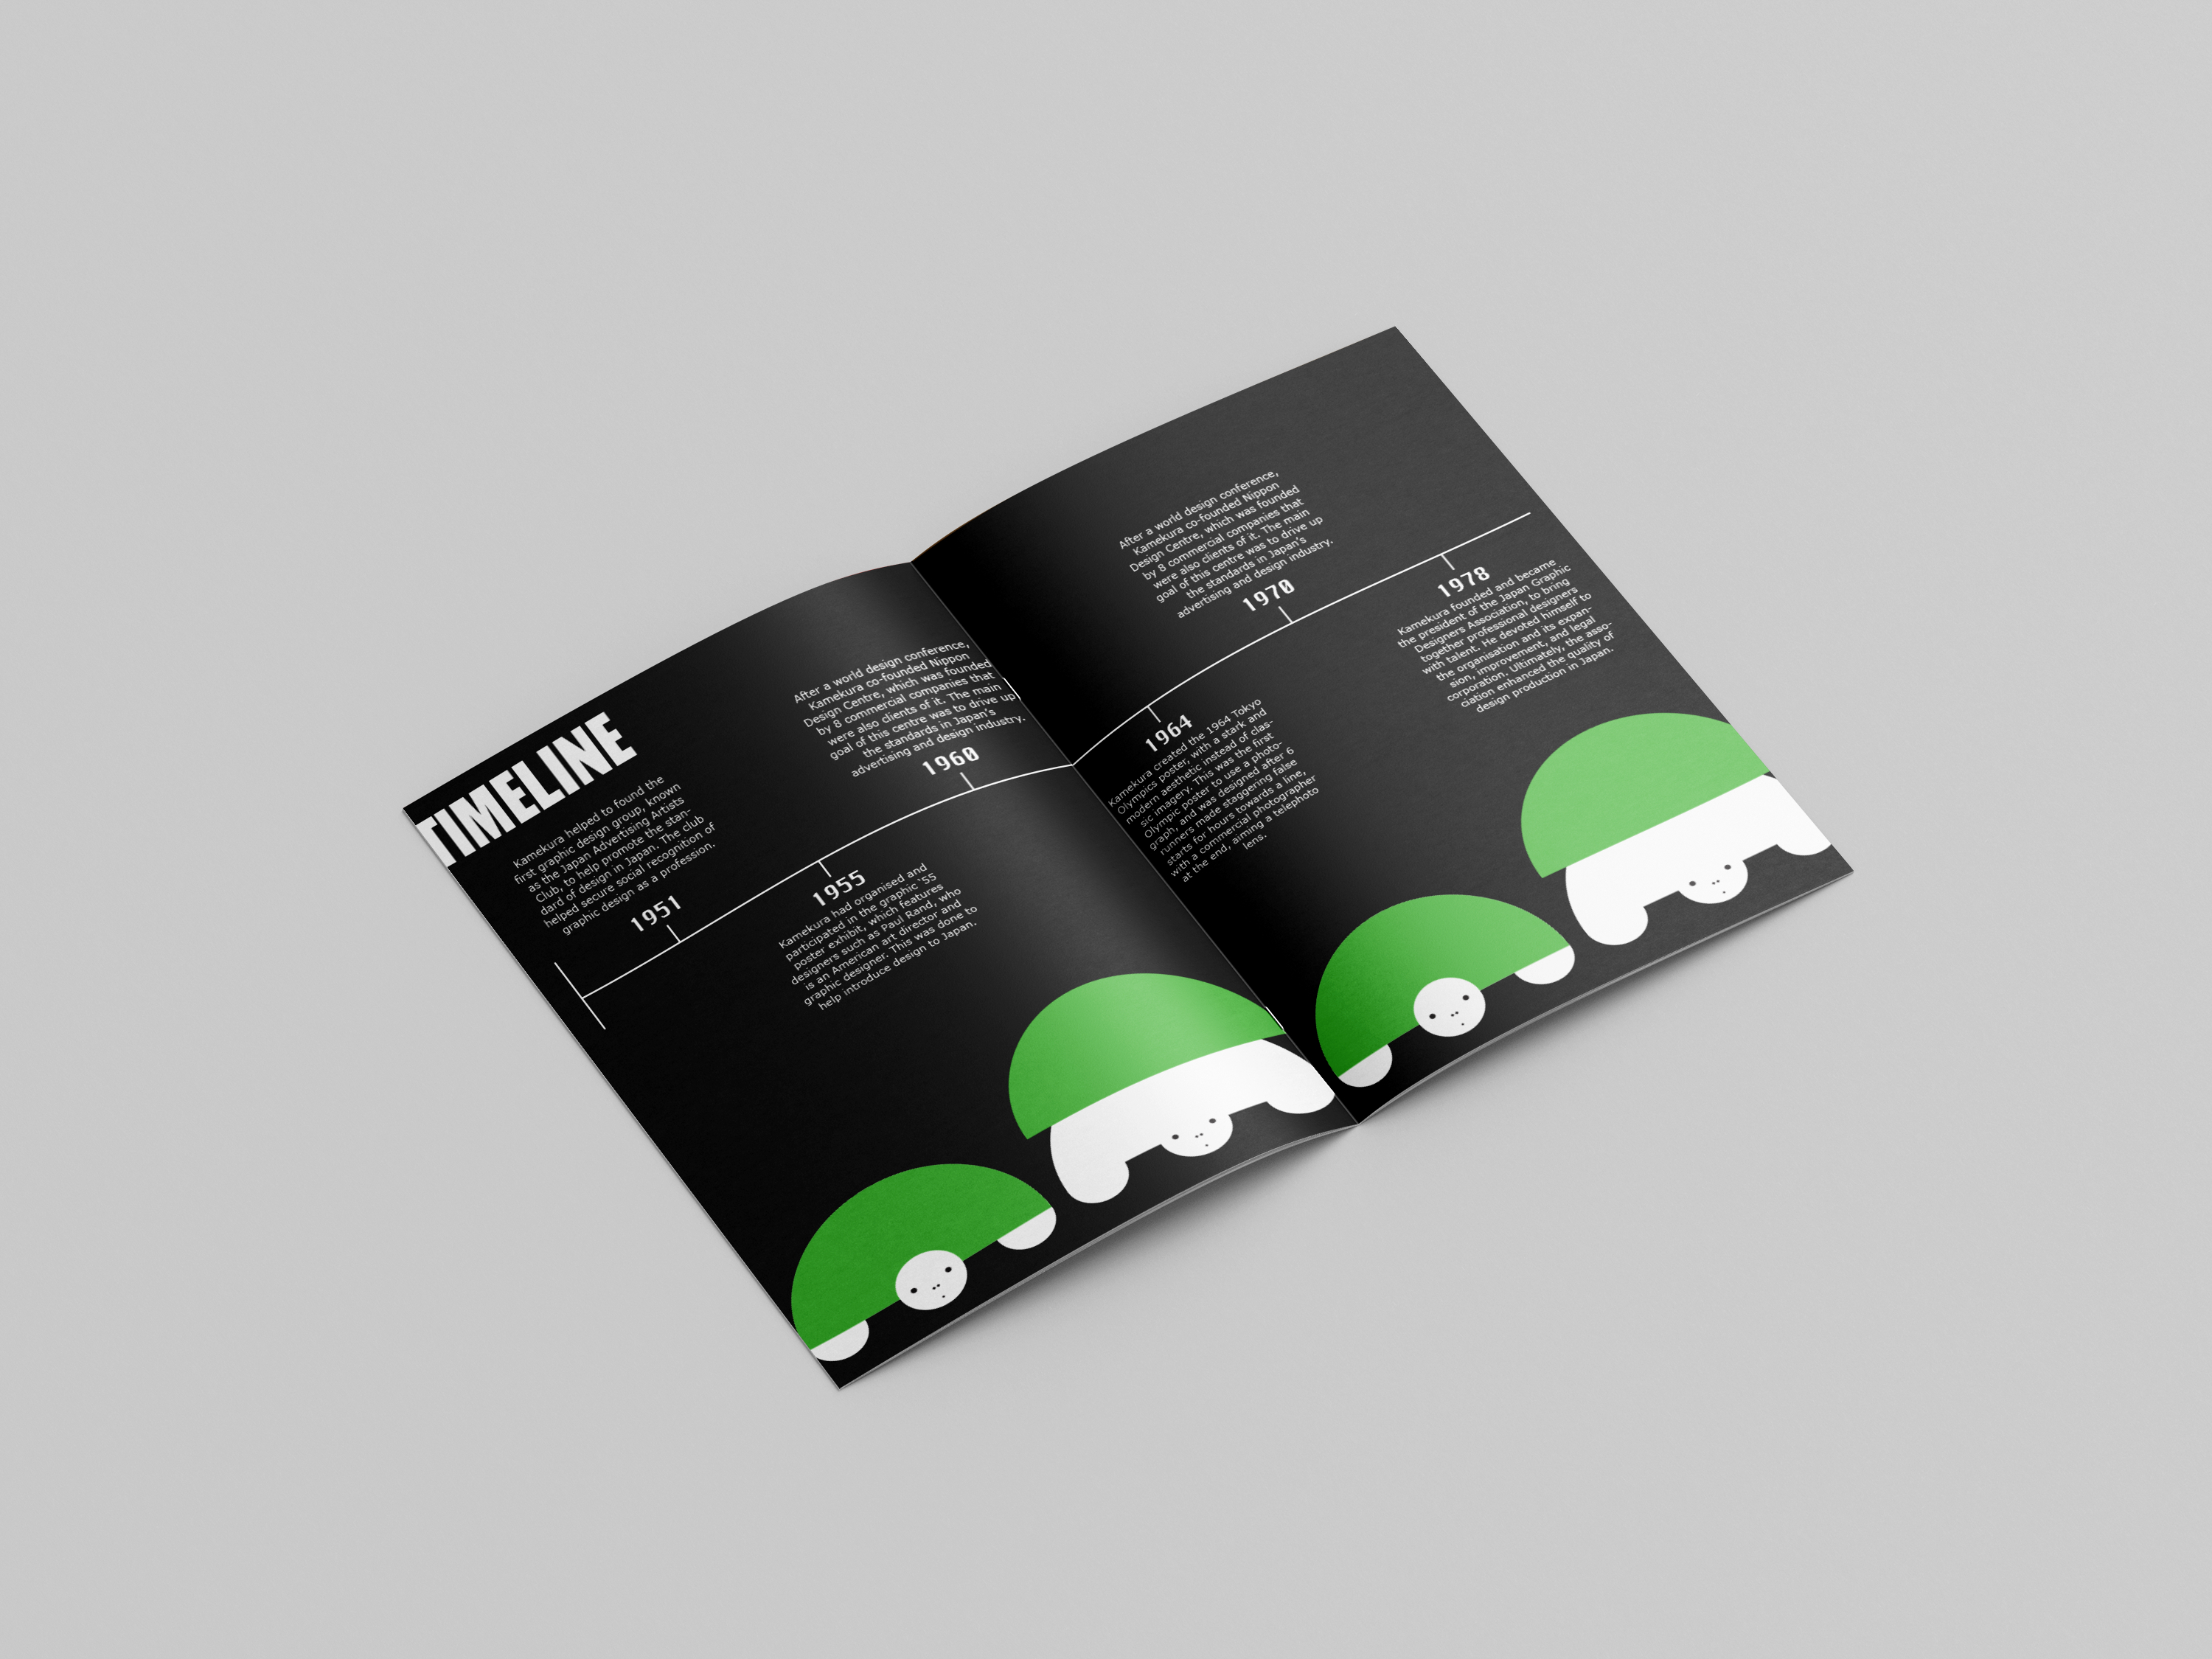 TIMELINE
Kamekura helped to found the
first graphic design group, known
as the Japan Advertising Artists
Club, to help promote the stan-
dard of design in Japan. The club
helped secure social recognition of
graphic design as a profession.
1951
1955
Kamekura had organised and
participated in the graphic '55
poster exhibit, which features
designers such as Paul Rand, who
is an American art director and
graphic designer. This was done to
help introduce design to Japan.
After a world design conference,
Kamekura co-founded Nippon
Design Centre, which was founded
by 8 commercial companies that
were also clients of it. The main
goal of this centre was to drive up
the standards in Japan's
advertising and design industry.
1960
1964
Kamekura created the 1964 Tokyo
Olympics poster, with a stark and
modern aesthetic instead of clas-
sic imagery. This was the first
Olympic poster to use a photo-
graph, and was designed after 6
runners made staggering false
starts for hours towards a line,
with a comercial photographer
at the end, aiming a telephoto
lens.
After a world design conference,
Kamekura co-founded Nippon
Design Centre, which was founded
by 8 commercial companies that
were also clients of it. The main
goal of this centre was to drive up
the standards in Japan's
advertising and design industry.
1970
1978
Kamekura founded and became
the president of the Japan Graphic
Designers Association, to bring
together professional designers
with talent. He devoted himself to
the organisation and its expan-
sion, improvement, and legal
corporation. Ultimately, the asso-
ciation enhanced the quality of
design production in Japan.